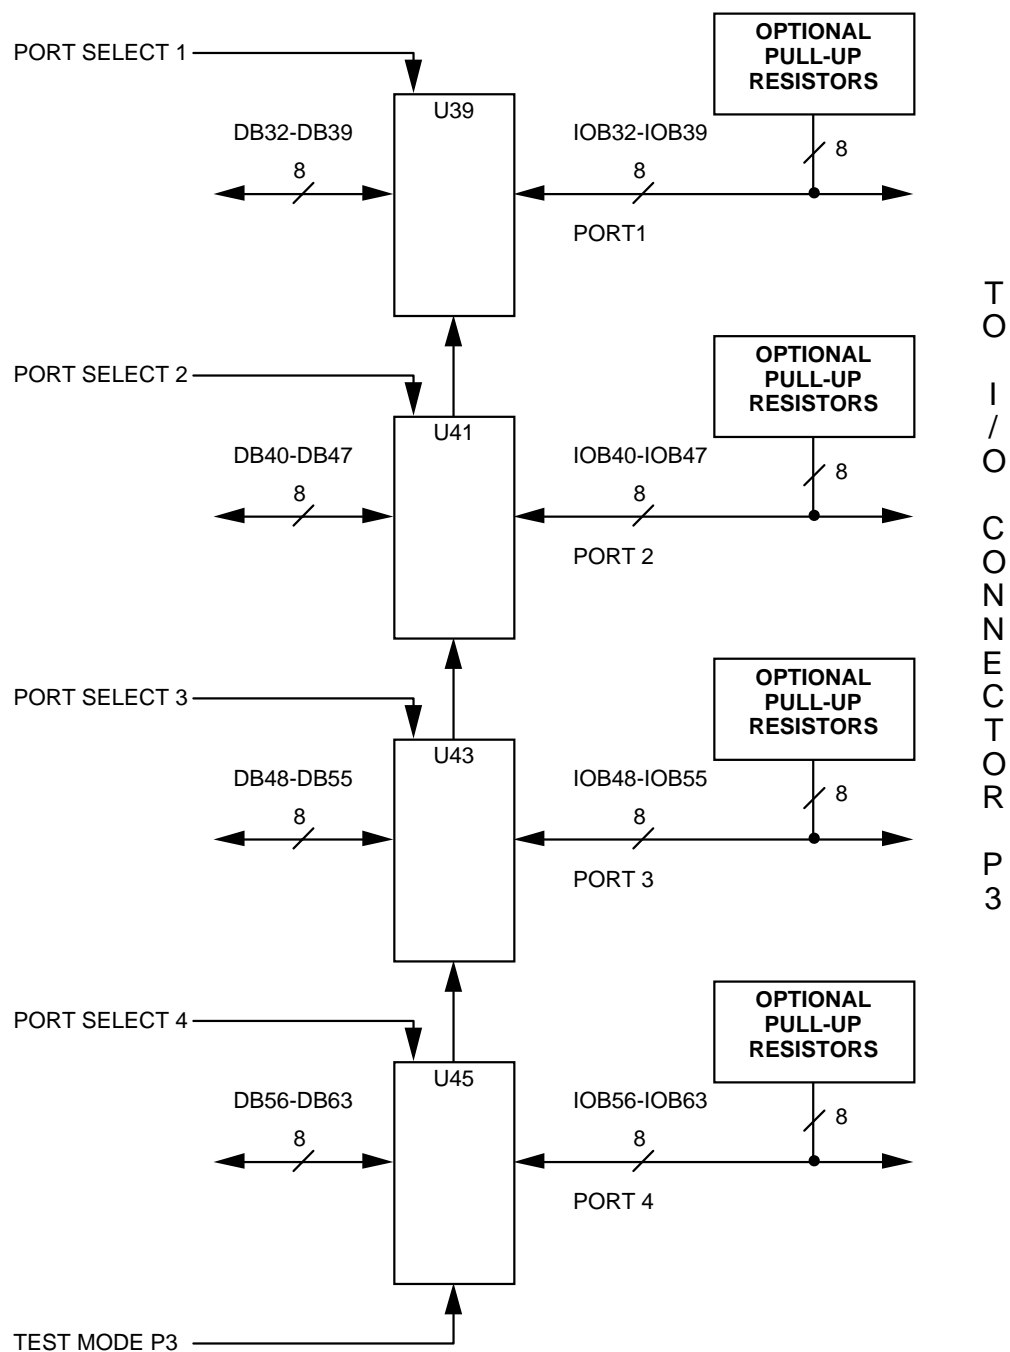 PORT SELECT 1
OPTIONAL
PULL-UP
RESISTORS
U39
DB32-DB39
8
IOB32-IOB39
8
8
PORT1
PORT SELECT 2
OPTIONAL
PULL-UP
RESISTORS
U41
DB40-DB47
8
IOB40-IOB47
8
8
PORT 2
PORT SELECT 3
OPTIONAL
PULL-UP
RESISTORS
U43
DB48-DB55
8
IOB48-IOB55
8
8
PORT 3
PORT SELECT 4
OPTIONAL
PULL-UP
RESISTORS
U45
DB56-DB63
8
IOB56-IOB63
8
8
PORT 4
TEST MODE P3
TO I/O CONNECTOR P3